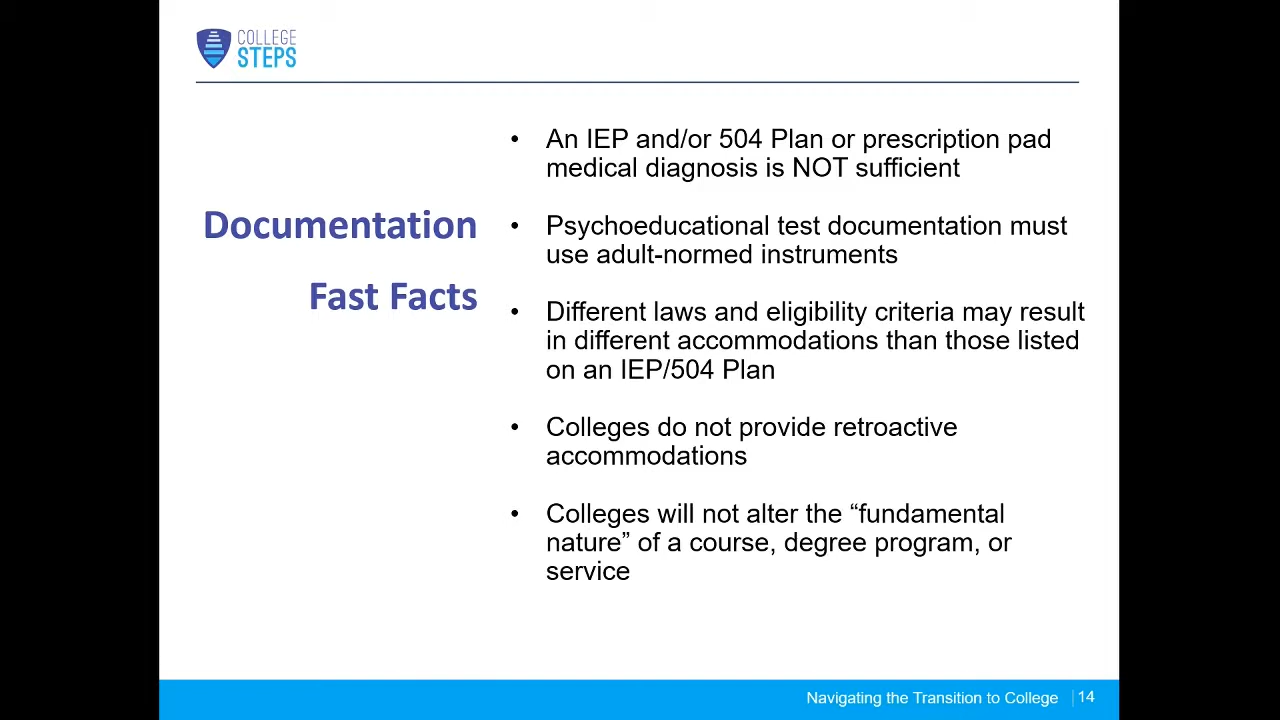 COLLEGE
STEPS
Documentation
Fast Facts
• An IEP and/or 504 Plan or prescription pad
medical diagnosis is NOT sufficient
• Psychoeducational test documentation must
use adult-normed instruments
• Different laws and eligibility criteria may result
in different accommodations than those listed
on an IEP/504 Plan
• Colleges do not provide retroactive
accommodations
• Colleges will not alter the “fundamental
nature” of a course, degree program, or
service
Navigating the Transition to College | 14